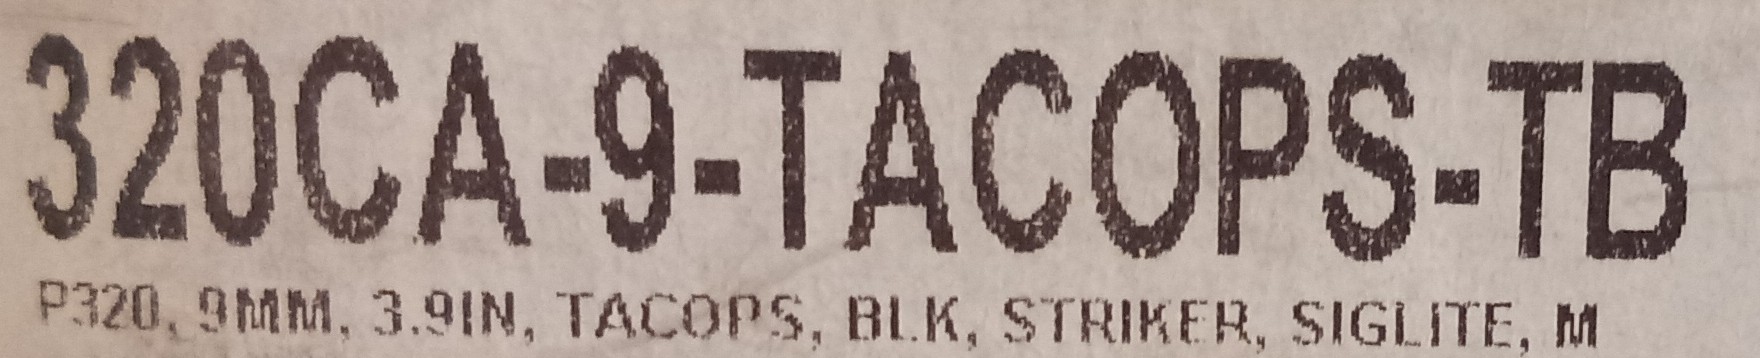 320CA-9-TACOPS-TB
P320, 9MM, 3.9IN, TACOPS, BLK, STRIKER, SIGLITE, M